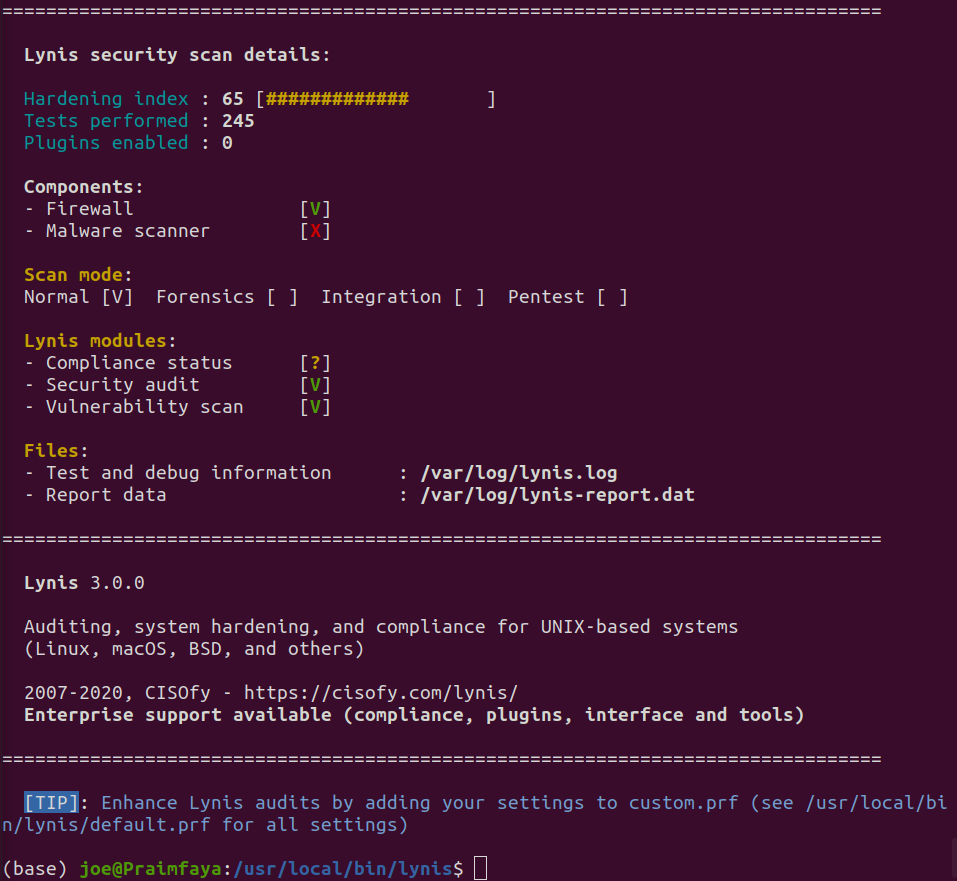 ================================================================================
Lynis security scan details:
Hardening index : 65 [#############       ]
Tests performed : 245
Plugins enabled : 0
Components:
- Firewall               [V]
- Malware scanner        [X]
Scan mode:
Normal [V]  Forensics [ ]  Integration [ ]  Pentest [ ]
Lynis modules:
- Compliance status      [?]
- Security audit         [V]
- Vulnerability scan     [V]
Files:
- Test and debug information      : /var/log/lynis.log
- Report data                     : /var/log/lynis-report.dat
================================================================================
Lynis 3.0.0
Auditing, system hardening, and compliance for UNIX-based systems
(Linux, macOS, BSD, and others)
2007-2020, CISOfy - https://cisofy.com/lynis/
Enterprise support available (compliance, plugins, interface and tools)
================================================================================
[TIP]: Enhance Lynis audits by adding your settings to custom.prf (see /usr/local/bi
n/lynis/default.prf for all settings)
(base) joe@Praimfaya:/usr/local/bin/lynis$